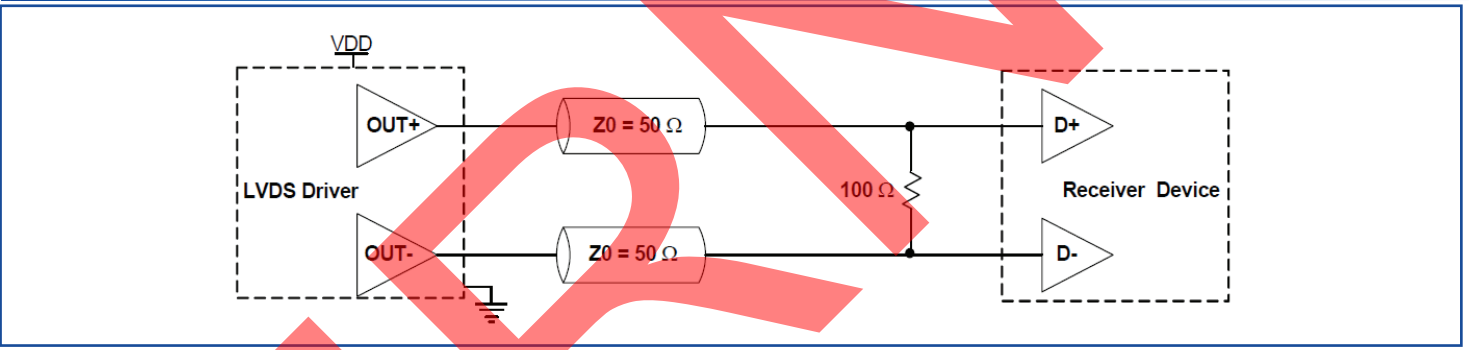 VDD
OUT+
Z0 = 50 Ω
D+
LVDS Driver
100 Ω
Receiver Device
OUT-
Z0 = 50 Ω
D-